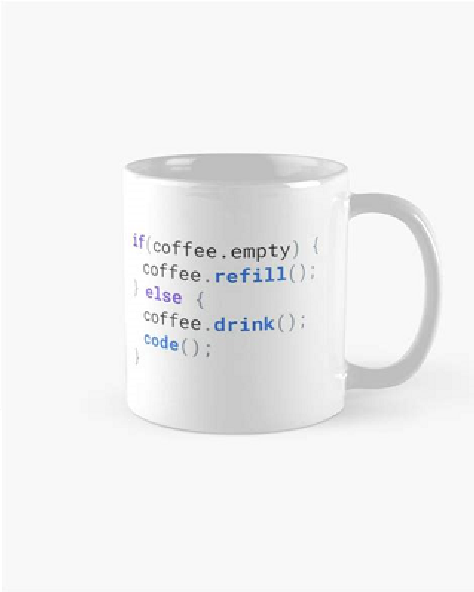 if(coffee.empty) {
coffee.refill();
} else {
coffee.drink();
code();
}